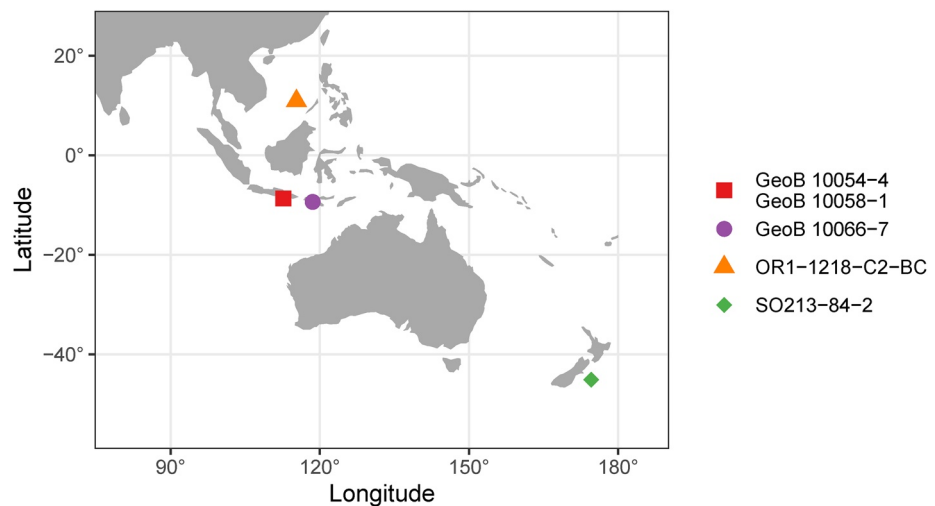 20°
0°
−20°
−40°
Latitude
90°
120°
150°
180°
Longitude
GeoB 10054−4
GeoB 10058−1
GeoB 10066−7
OR1−1218−C2−BC
SO213−84−2